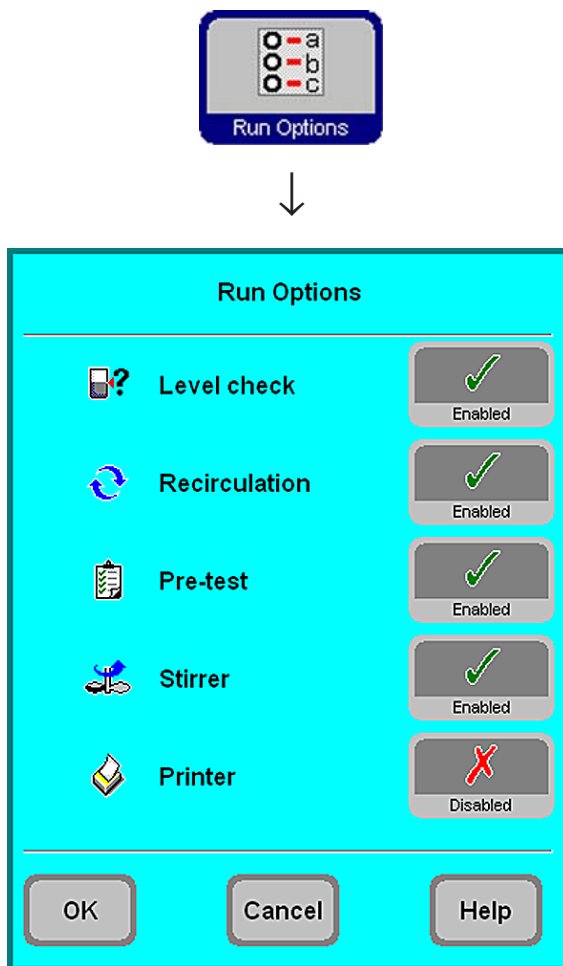 a
b
c
Run Options
Run Options
Level check
Enabled
Recirculation
Enabled
Pre-test
Enabled
Stirrer
Enabled
Printer
Disabled
OK Cancel Help